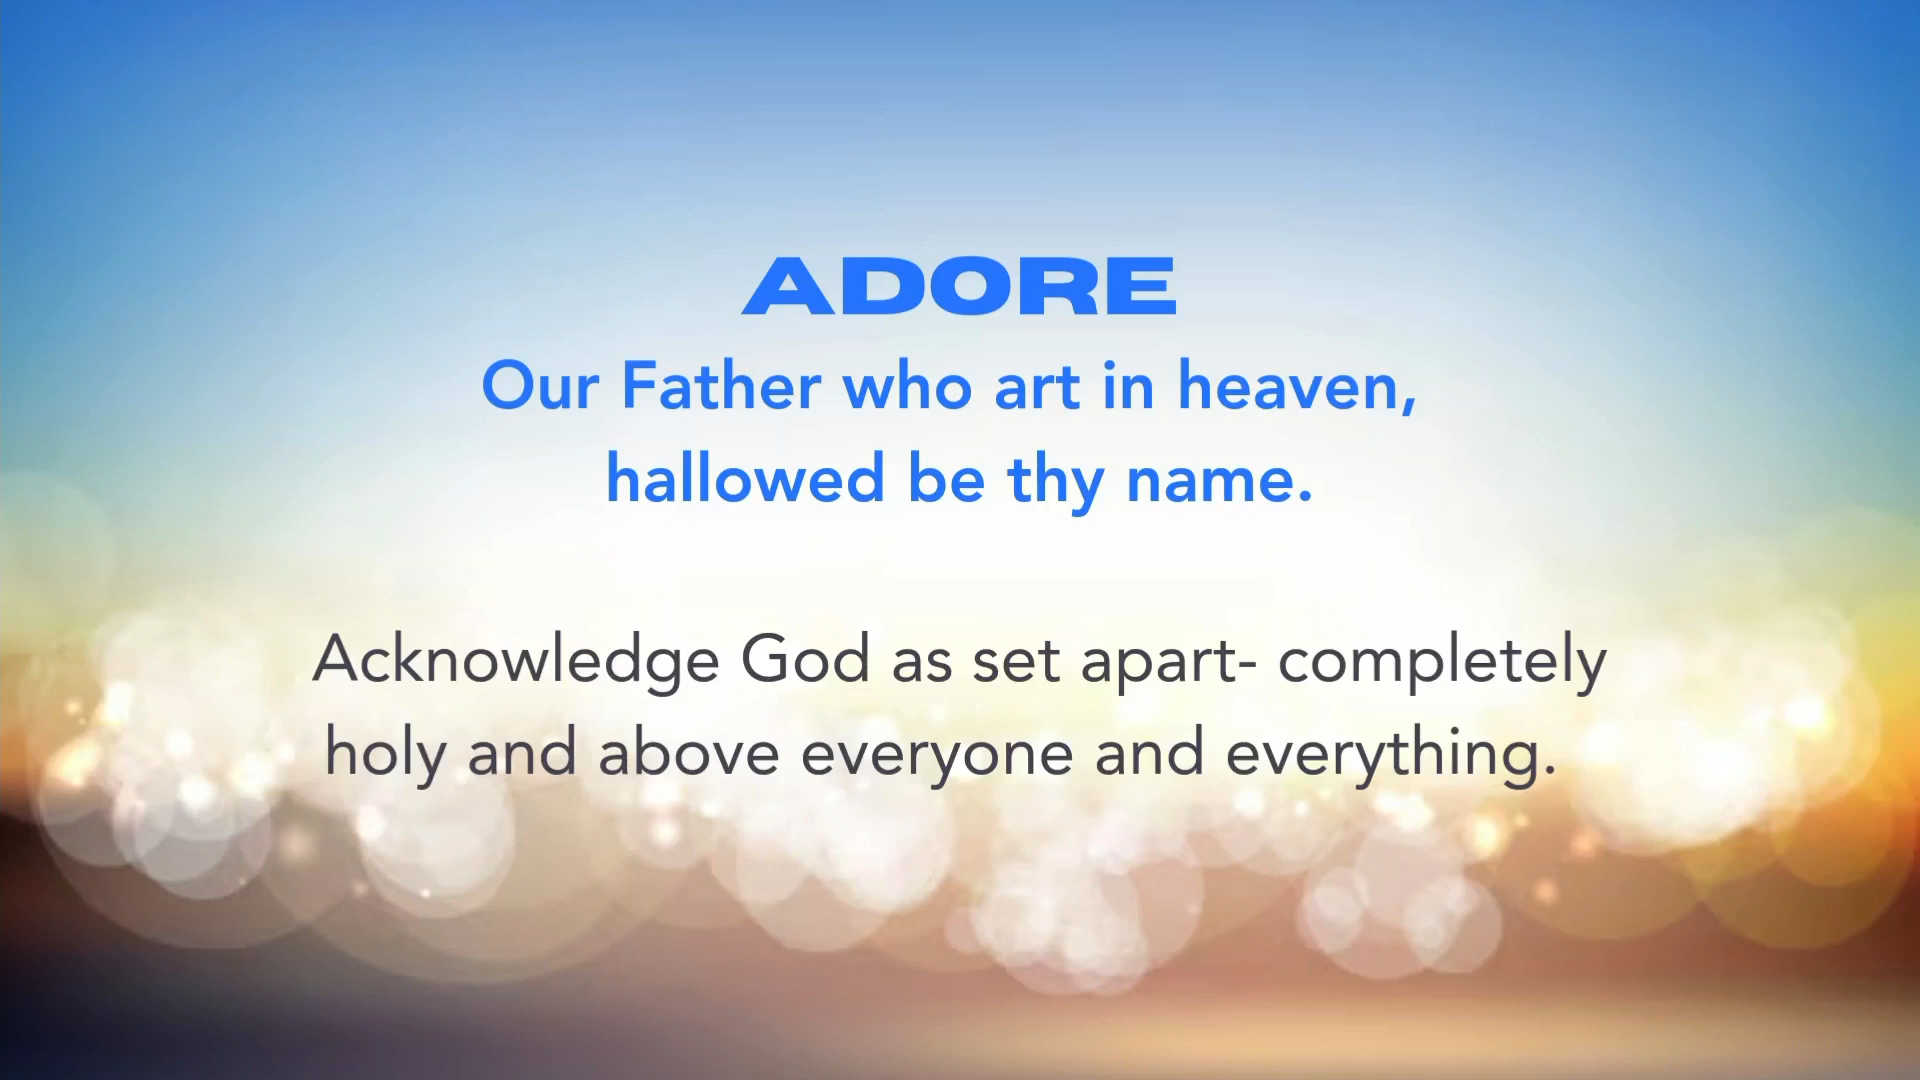 ADORE
Our Father who art in heaven,
hallowed be thy name.
Acknowledge God as set apart- completely
holy and above everyone and everything.